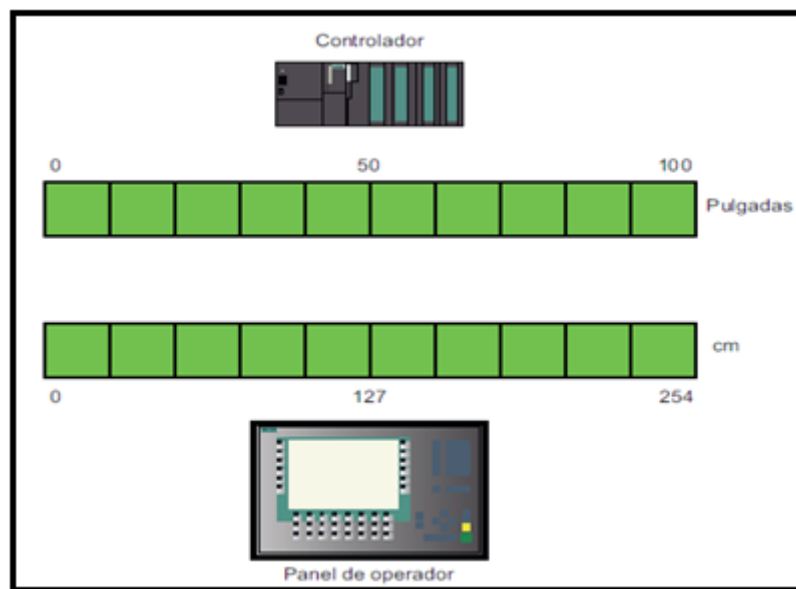 Controlador
0 50 100
Pulgadas
cm
0 127 254
Panel de operador